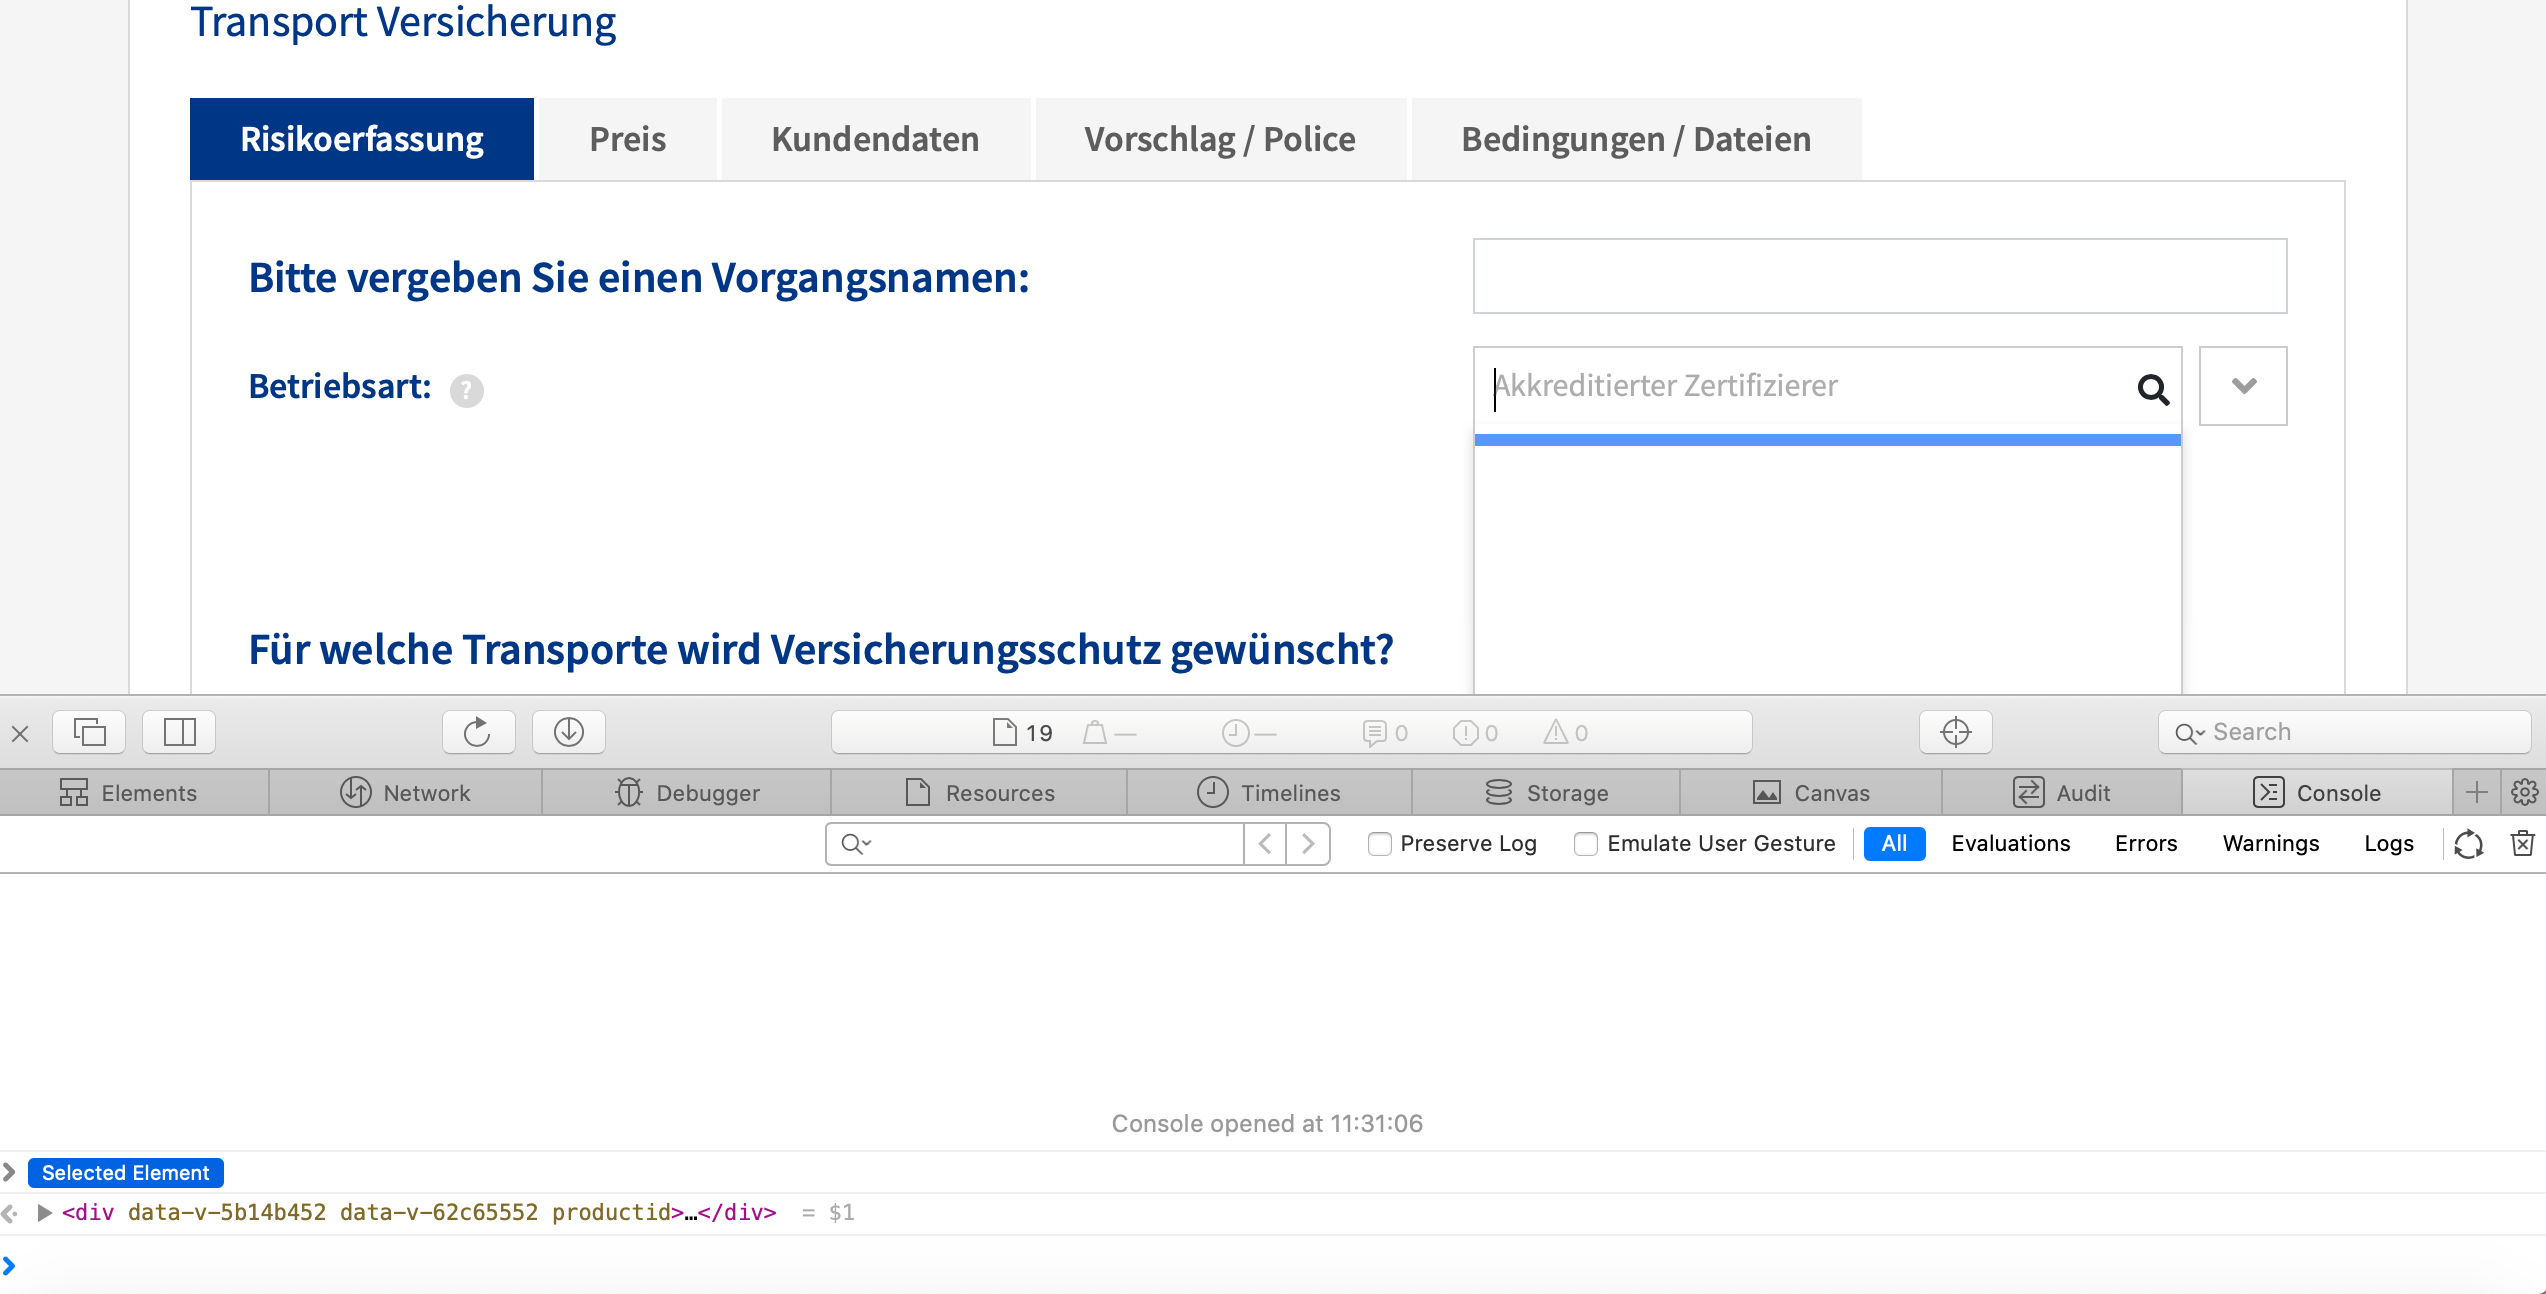 Transport Versicherung
Risikoerfassung Preis Kundendaten Vorschlag / Police Bedingungen / Dateien
Bitte vergeben Sie einen Vorgangsnamen:
Betriebsart: ? Akkreditierter Zertifizierer
Für welche Transporte wird Versicherungsschutz gewünscht?
19 — — 0 0 0 Search
Elements Network Debugger Resources Timelines Storage Canvas Audit Console
Preserve Log Emulate User Gesture All Evaluations Errors Warnings Logs
Console opened at 11:31:06
Selected Element
<div data-v-5b14b452 data-v-62c65552 productid>…</div> = $1